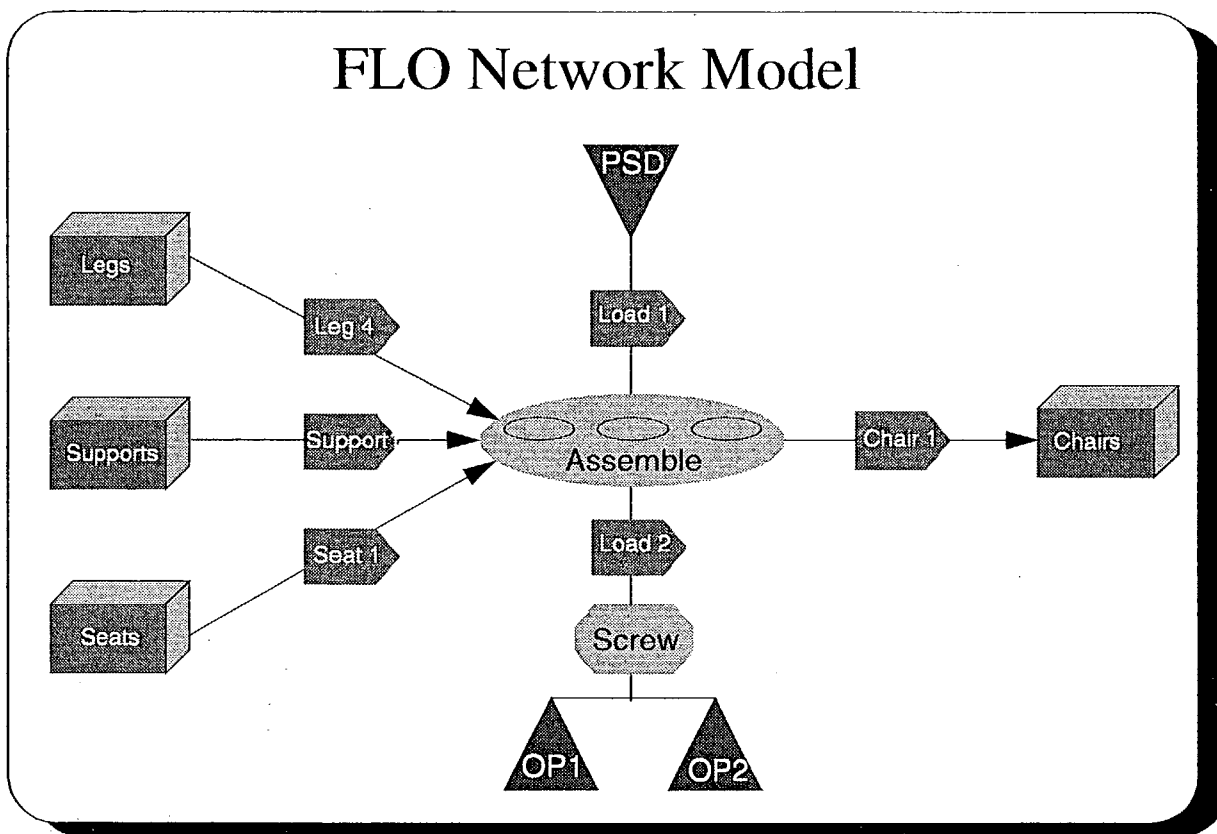 FLO Network Model
PSD
Legs
Load 1
Leg 4
Supports
Support 1
Assemble
Chair 1
Chairs
Seat 1
Load 2
Seats
Screw
OP1
OP2